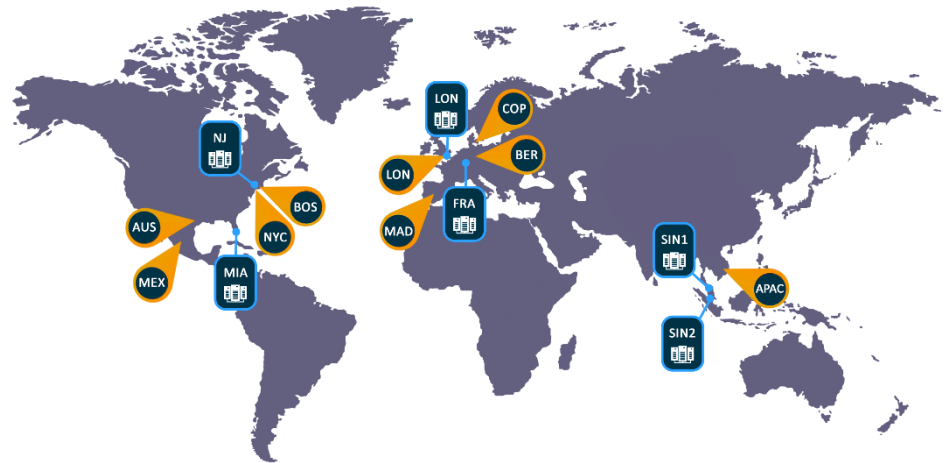 LON
COP
NJ
BER
LON
BOS
FRA
AUS
MAD
NYC
SIN1
MIA
MEX
APAC
SIN2